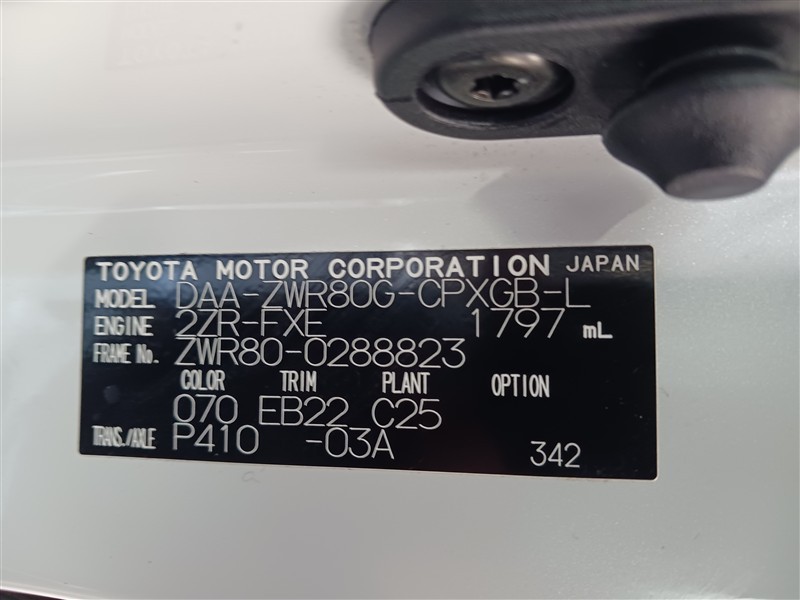 TOYOTA MOTOR CORPORATION JAPAN
MODEL DAA-ZWR80G-CPXGB-L
ENGINE 2ZR-FXE 1797 mL
FRAME No. ZWR80-0288823
COLOR TRIM PLANT OPTION
070 EB22 C25
TRANS./AXLE P410 -03A 342